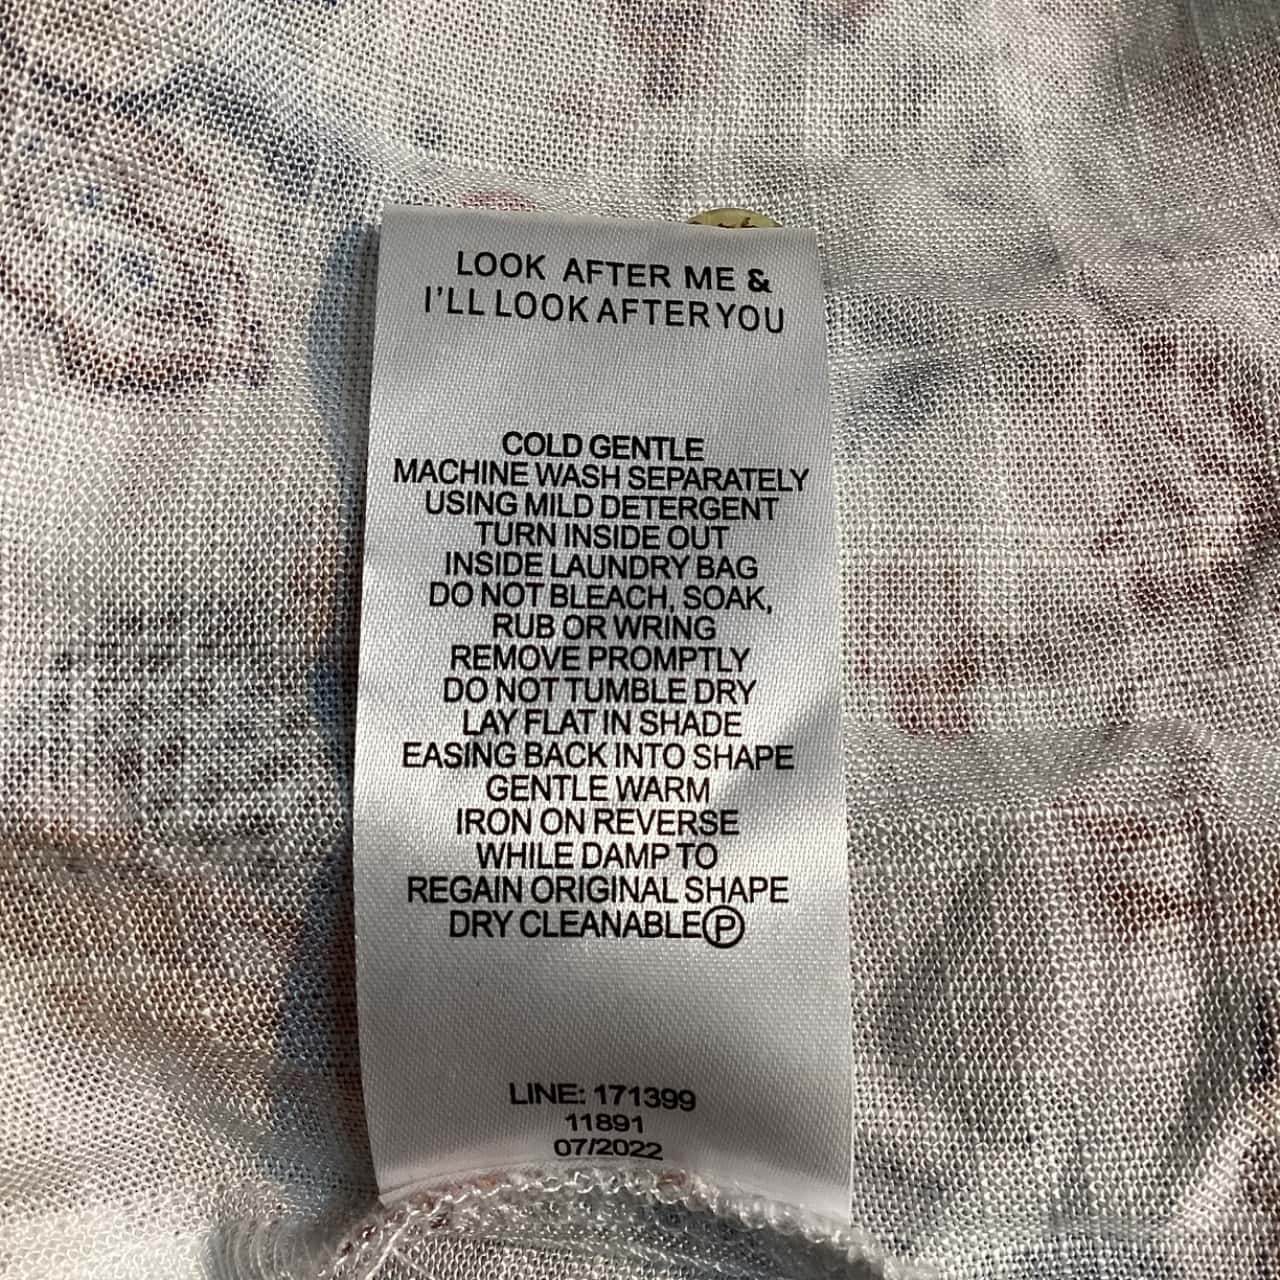 LOOK AFTER ME &
I'LL LOOK AFTER YOU
COLD GENTLE
MACHINE WASH SEPARATELY
USING MILD DETERGENT
TURN INSIDE OUT
INSIDE LAUNDRY BAG
DO NOT BLEACH, SOAK,
RUB OR WRING
REMOVE PROMPTLY
DO NOT TUMBLE DRY
LAY FLAT IN SHADE
EASING BACK INTO SHAPE
GENTLE WARM
IRON ON REVERSE
WHILE DAMP TO
REGAIN ORIGINAL SHAPE
DRY CLEANABLE Ⓟ
LINE: 171399
11891
07/2022